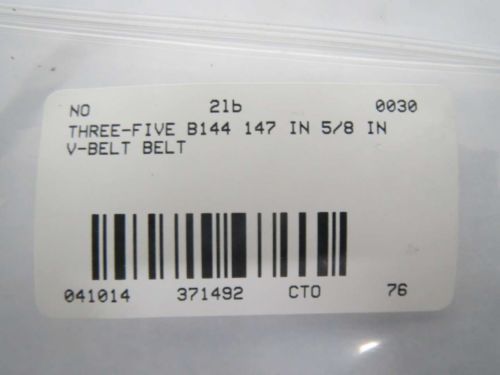 NO 21b 0030
THREE-FIVE B144 147 IN 5/8 IN
V-BELT BELT
041014 371492 CTO 76